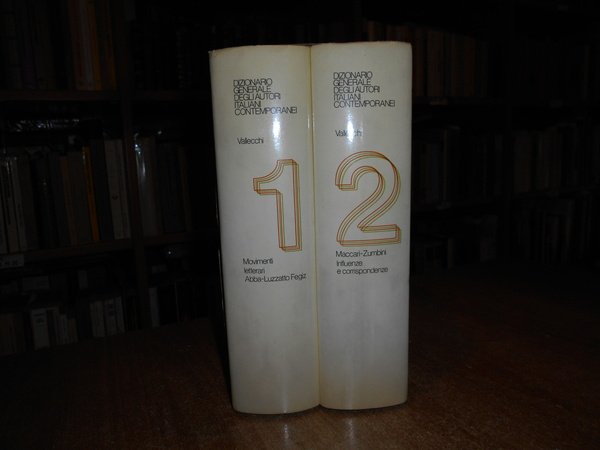 DIZIONARIO
GENERALE
DEGLI AUTORI
ITALIANI
CONTEMPORANEI
Vallecchi
1
Movimenti
letterari
Abba-Luzzatto Fegiz
DIZIONARIO
GENERALE
DEGLI AUTORI
ITALIANI
CONTEMPORANEI
Vallecchi
2
Maccari-Zumbini
Influenze
e corrispondenze